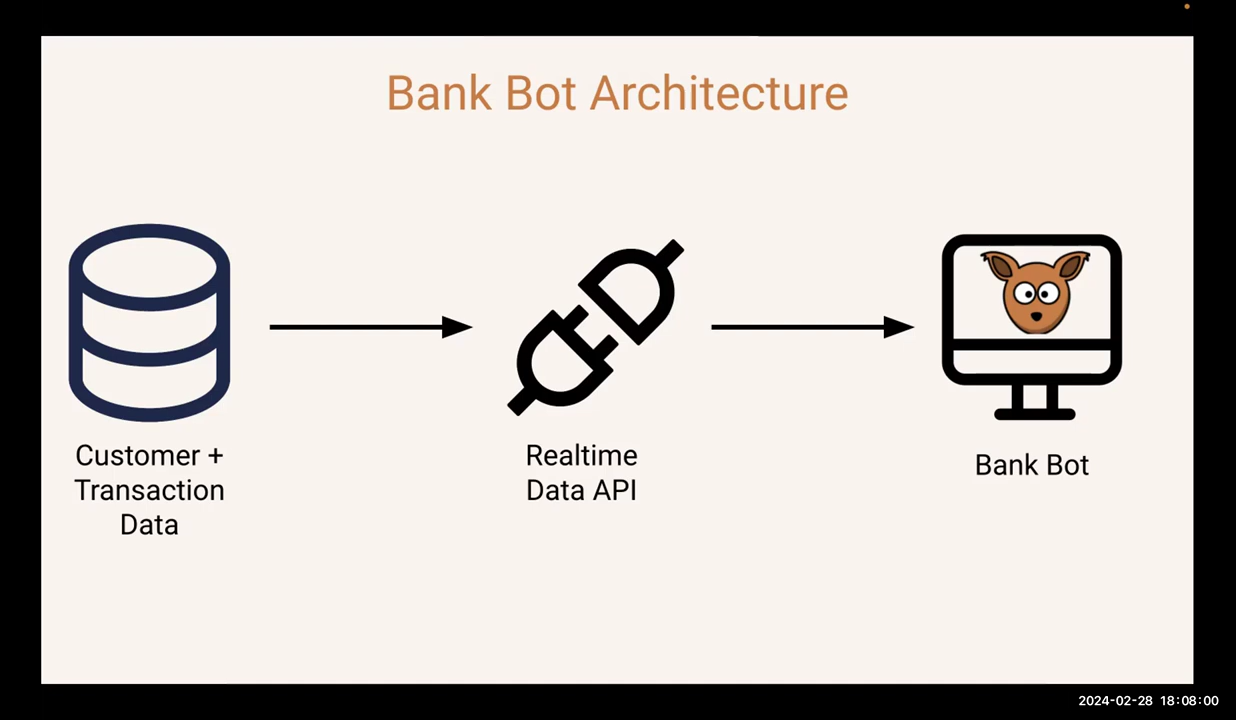 Bank Bot Architecture
Customer +
Transaction
Data
Realtime
Data API
Bank Bot
2024-02-28 18:08:00